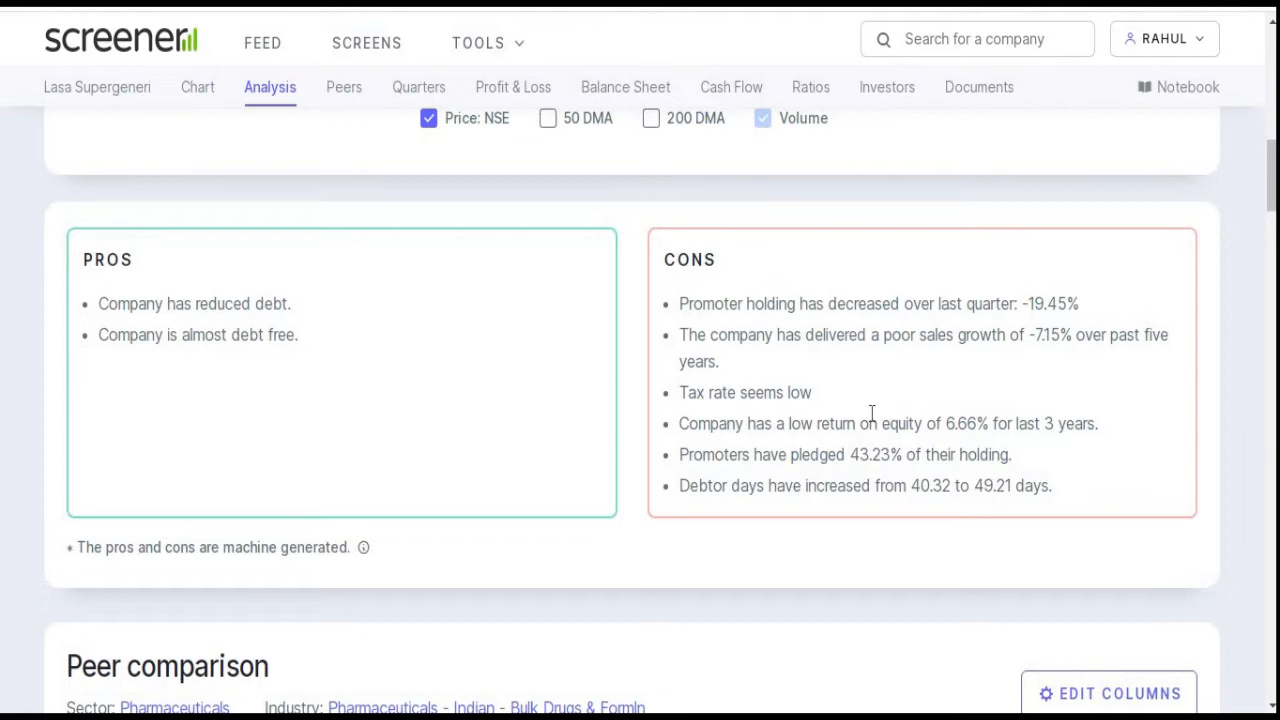 screener
FEED
SCREENS
TOOLS
Search for a company
RAHUL
Lasa Supergeneri
Chart
Analysis
Peers
Quarters
Profit & Loss
Balance Sheet
Cash Flow
Ratios
Investors
Documents
Notebook
Price: NSE
50 DMA
200 DMA
Volume
PROS
• Company has reduced debt.
• Company is almost debt free.
CONS
• Promoter holding has decreased over last quarter: -19.45%
• The company has delivered a poor sales growth of -7.15% over past five
years.
• Tax rate seems low
• Company has a low return on equity of 6.66% for last 3 years.
• Promoters have pledged 43.23% of their holding.
• Debtor days have increased from 40.32 to 49.21 days.
* The pros and cons are machine generated.
Peer comparison
EDIT COLUMNS
Sector: Pharmaceuticals
Industry: Pharmaceuticals - Indian - Bulk Drugs & Formln